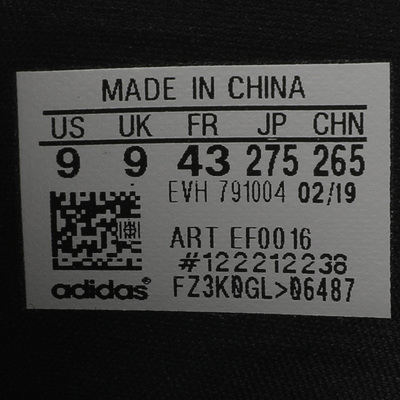 MADE IN CHINA
US UK FR JP CHN
9 9 43 275 265
EVH 791004 02/19
ART EF0016
#122212238
adidas® FZ3K0GL>06487